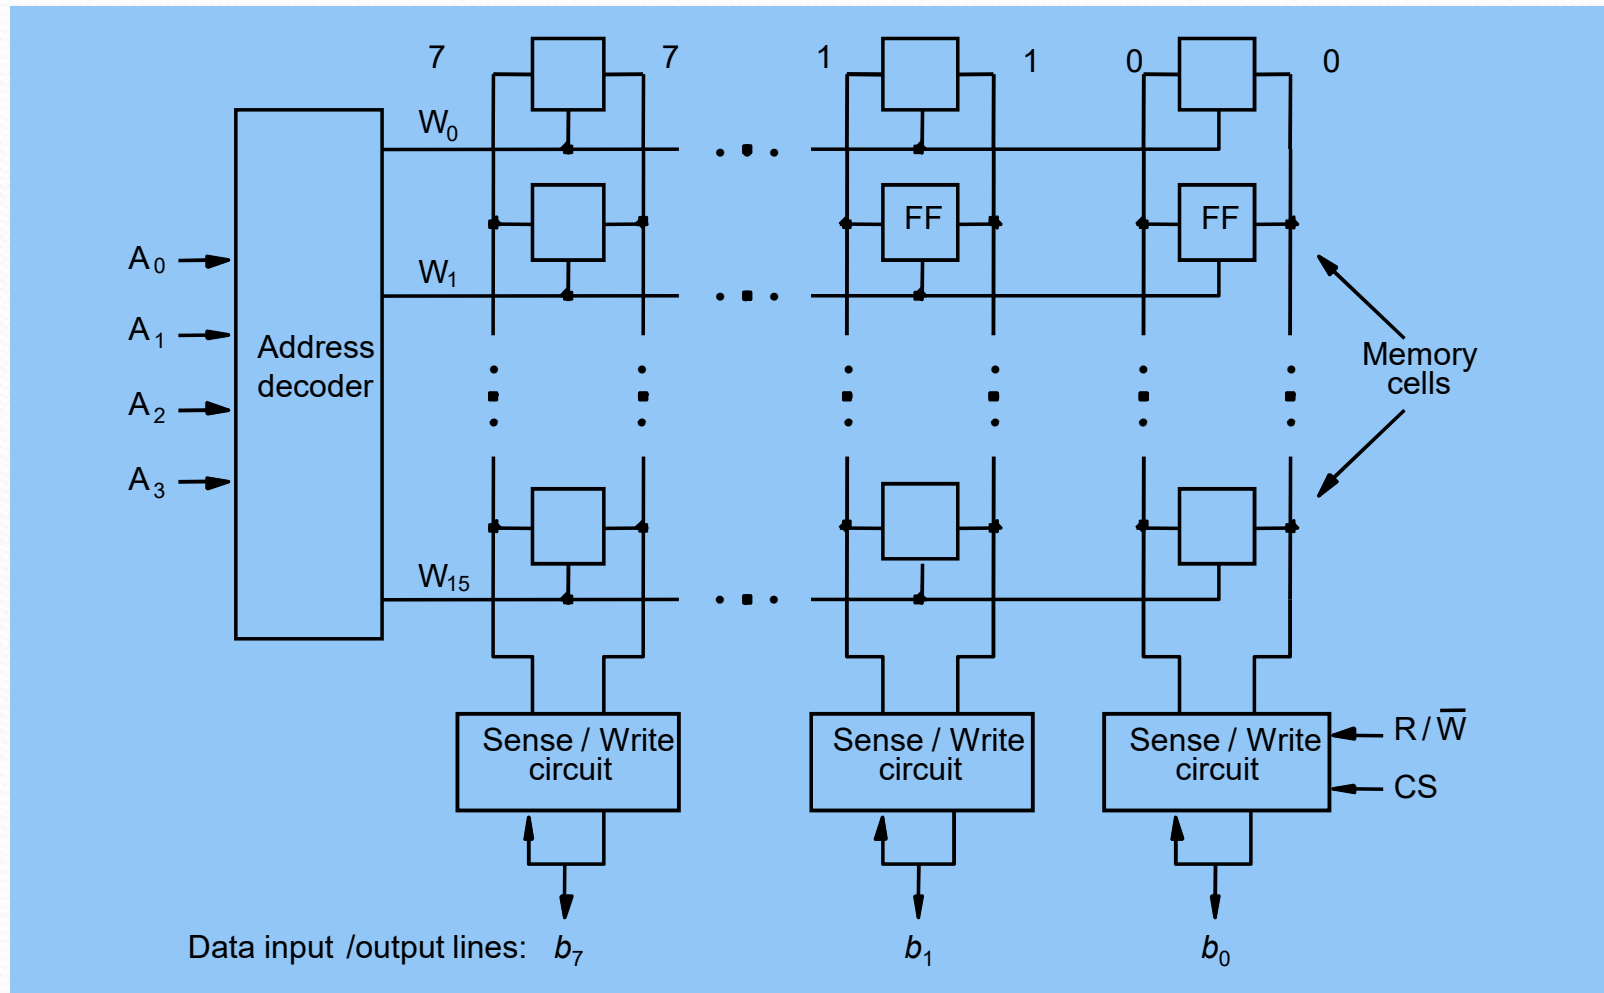 7 7 1 1 0 0
W0
FF FF
A0
W1
A1
Address
decoder
Memory
cells
A2
A3
W15
Sense / Write
circuit
Sense / Write
circuit
Sense / Write
circuit
R / W̅
CS
Data input /output lines: b7 b1 b0